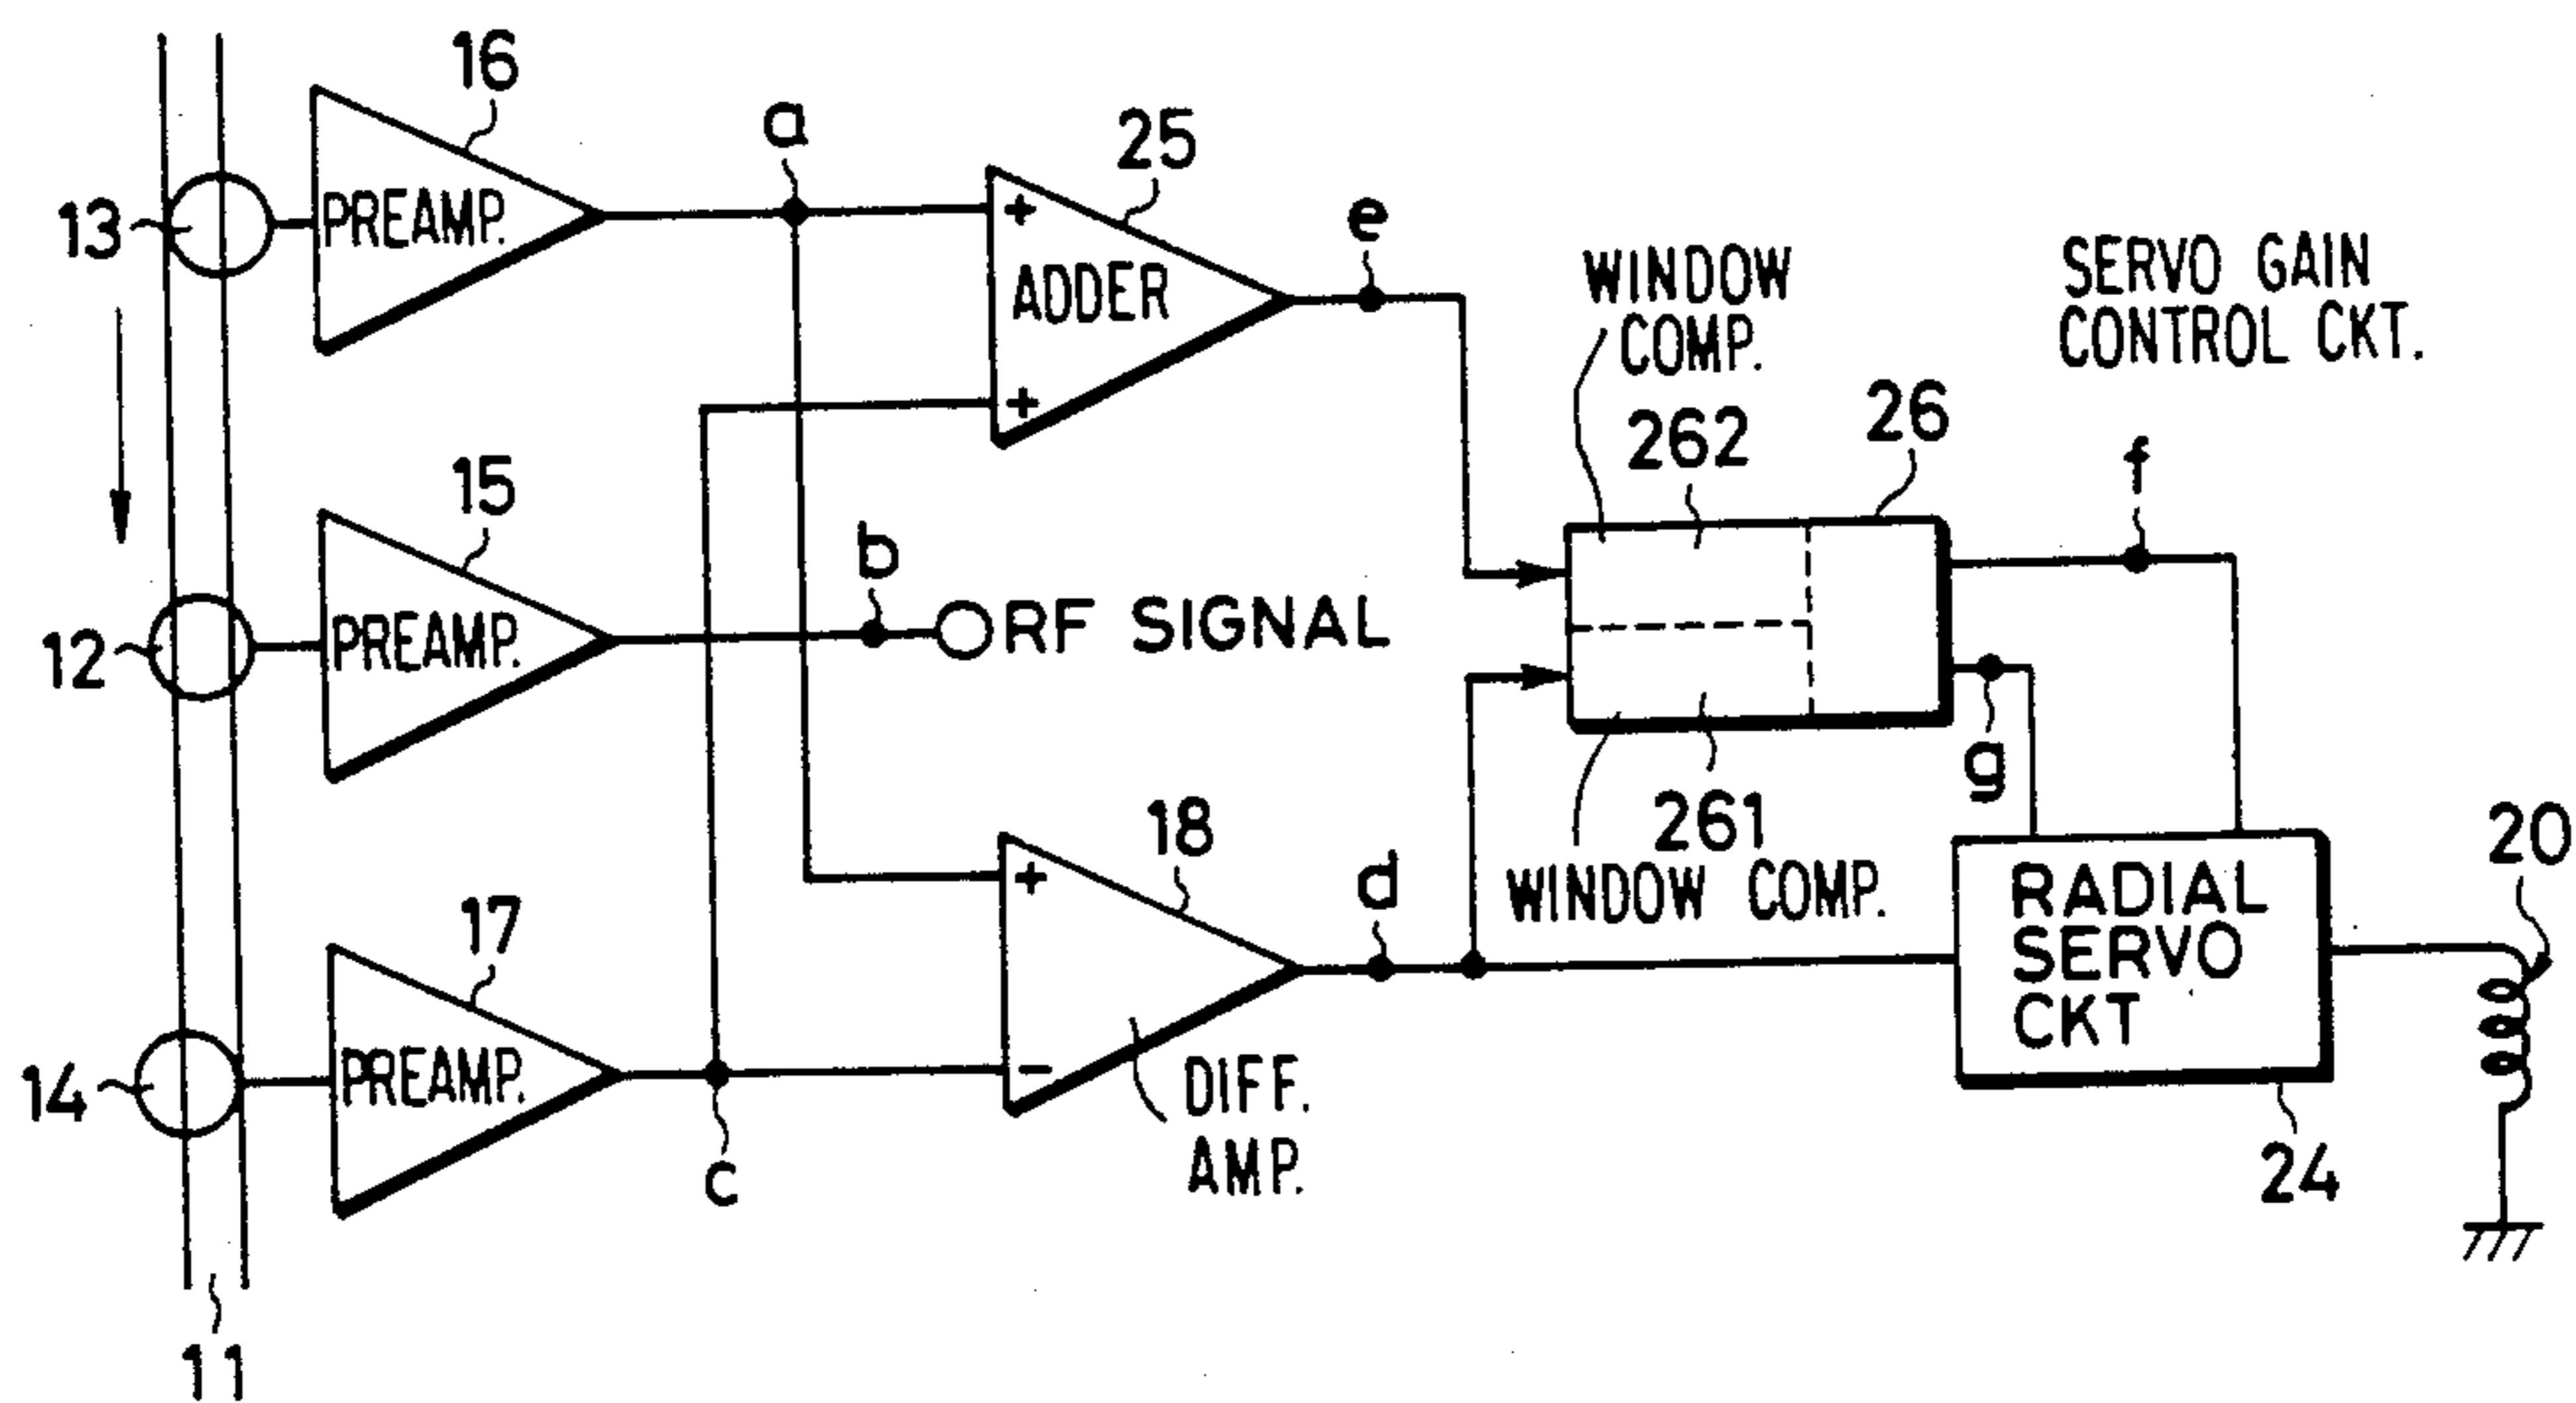 16
a
25
13
PREAMP.
+
ADDER
e
WINDOW
COMP.
SERVO GAIN
CONTROL CKT.
+
262
26
f
15
12
PREAMP.
b
RF SIGNAL
g
261
WINDOW COMP.
18
+
d
20
17
14
PREAMP.
-
DIFF.
AMP.
RADIAL
SERVO
CKT
c
24
11